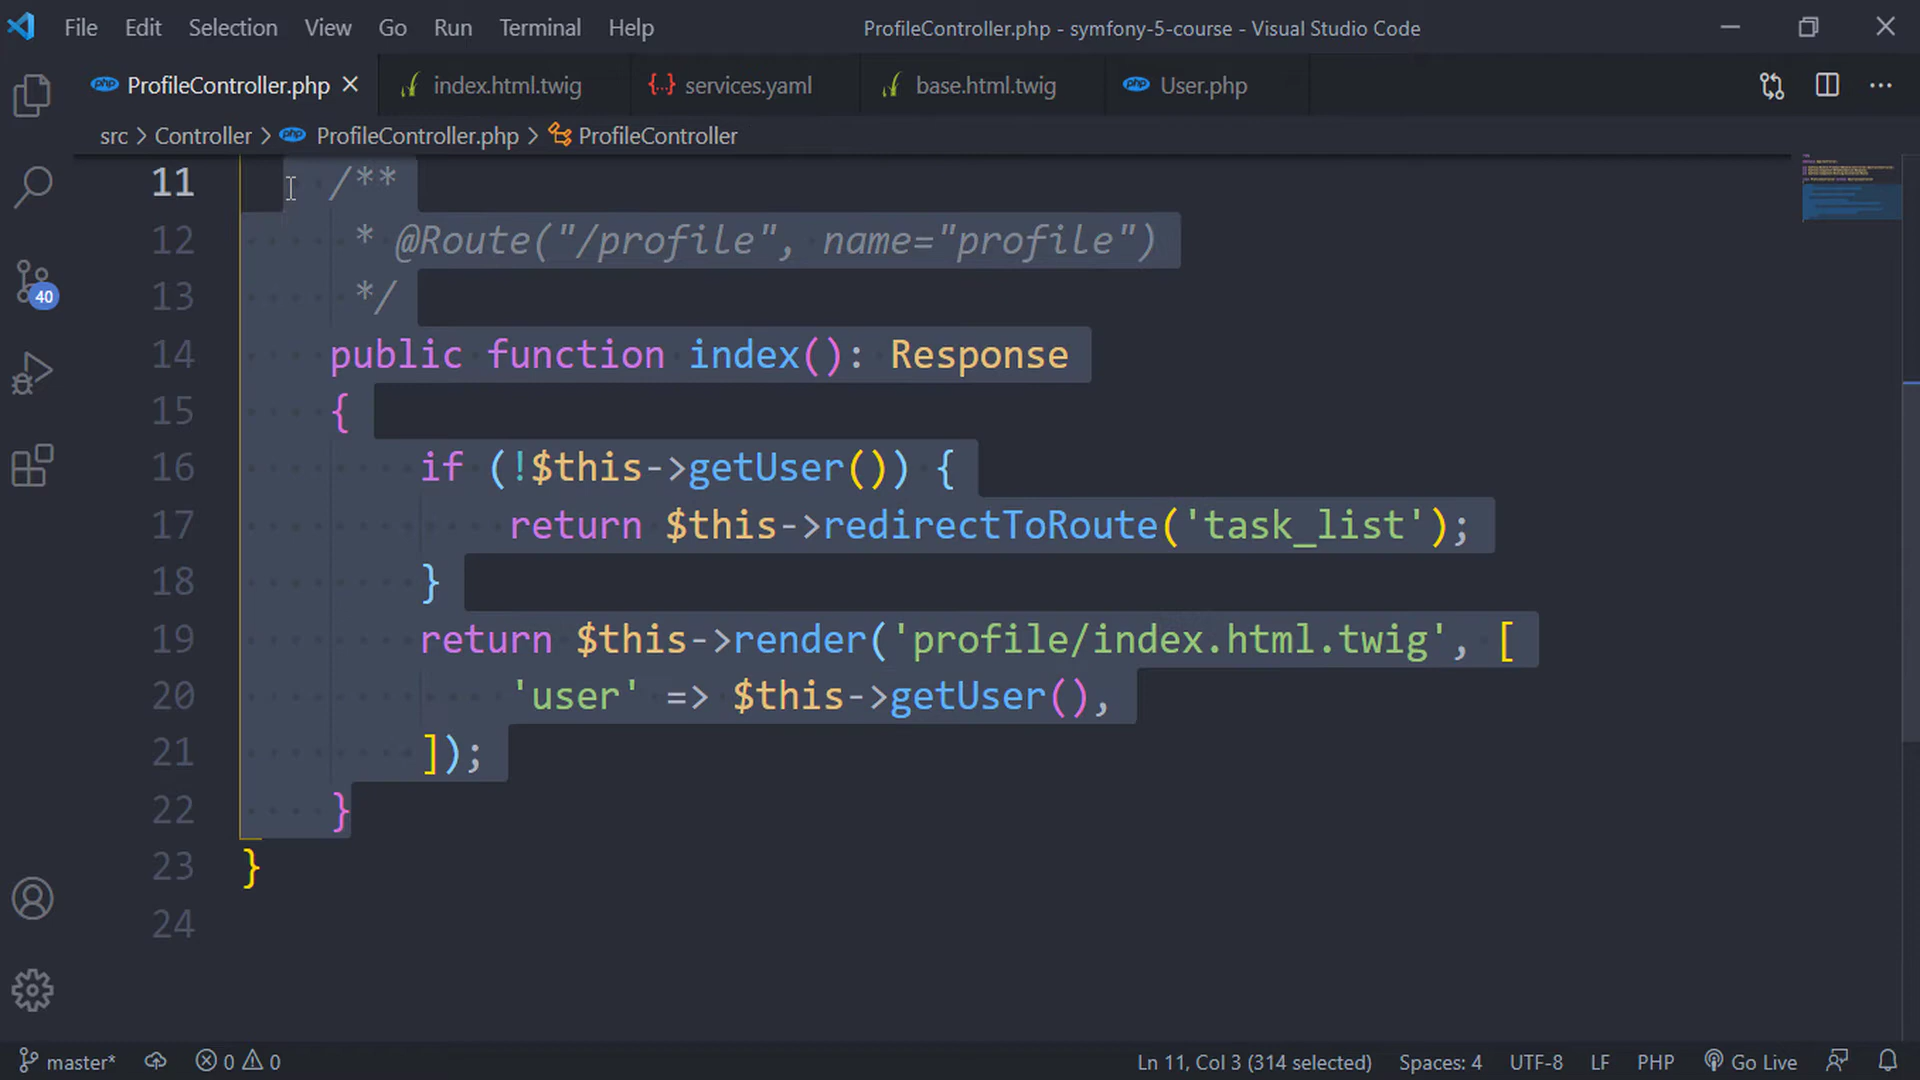 File Edit Selection View Go Run Terminal Help ProfileController.php - symfony-5-course - Visual Studio Code
ProfileController.php index.html.twig services.yaml base.html.twig User.php
src > Controller > ProfileController.php > ProfileController
11 /**
12 * @Route("/profile", name="profile")
13 */
14 public function index(): Response
15 {
16 if (!$this->getUser()) {
17 return $this->redirectToRoute('task_list');
18 }
19 return $this->render('profile/index.html.twig', [
20 'user' => $this->getUser(),
21 ]);
22 }
23 }
24
40
master* 0 0 Ln 11, Col 3 (314 selected) Spaces: 4 UTF-8 LF PHP Go Live